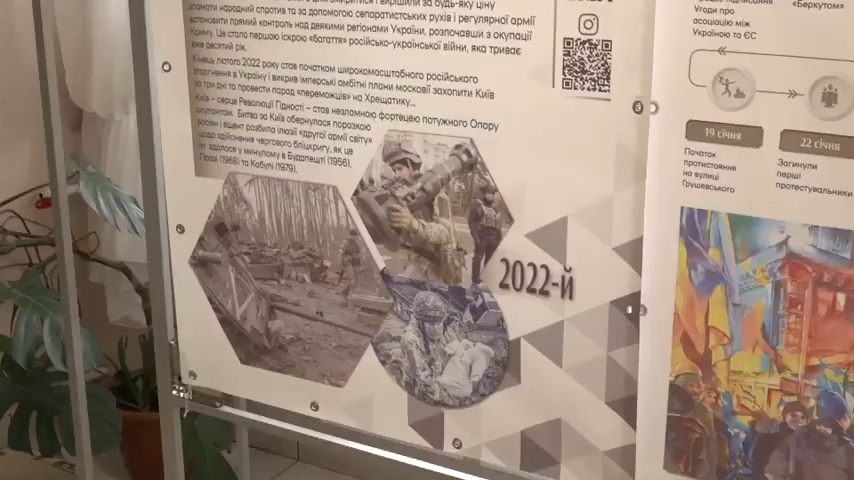 зламати народний спротив та за допомогою сепаратистських рухів і регулярної армії
встановити прямий контроль над деякими регіонами України, розпочавши з окупації
Криму. Це стало першою іскрою «багаття» російсько-української війни, яка триває
вже десятий рік.
Кінець лютого 2022 року став початком широкомасштабного російського
вторгнення в Україну і викрив імперські амбітні плани московії захопити Київ
за три дні та провести парад «переможців» на Хрещатику...
Київ – серце Революції Гідності – став незламною фортецею потужного Опору
окупантам. Битва за Київ обернулася поразкою
росіян і вщент розбила ілюзії «другої армії світу»
щодо здійснення чергового бліцкригу, як це
їм вдалося у минулому в Будапешті (1956),
Празі (1968) та Кабулі (1979).
2022-й
Угоди про
асоціацію між
Україною та ЄС
"Беркутом"
19 січня
Початок
протистояння
на вулиці
Грушевського
22 січня
Загинули
перші
протестувальники